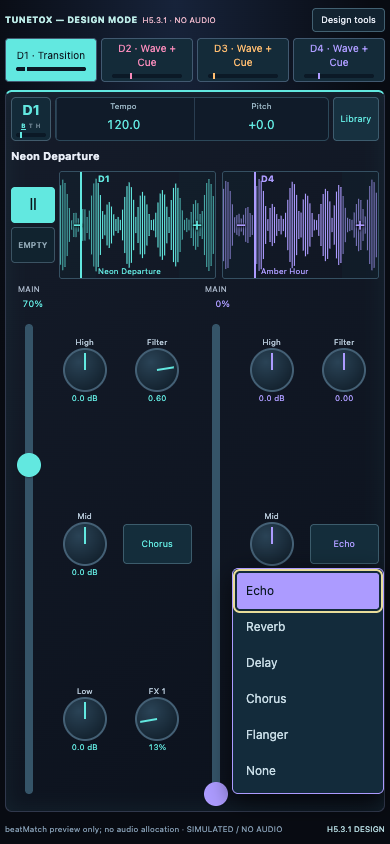 TUNETOX — DESIGN MODE H5.3.1 · NO AUDIO
Design tools
D1 · Transition
D2 · Wave +
Cue
D3 · Wave +
Cue
D4 · Wave +
Cue
D1
B T H
Tempo
120.0
Pitch
+0.0
Library
Neon Departure
D1
− +
Neon Departure
D4
− +
Amber Hour
EMPTY
MAIN
70%
MAIN
0%
High
0.0 dB
Filter
0.60
High
0.0 dB
Filter
0.00
Mid
0.0 dB
Chorus
Mid
Echo
Low
0.0 dB
FX 1
13%
Echo
Reverb
Delay
Chorus
Flanger
None
beatMatch preview only; no audio allocation · SIMULATED / NO AUDIO
H5.3.1 DESIGN